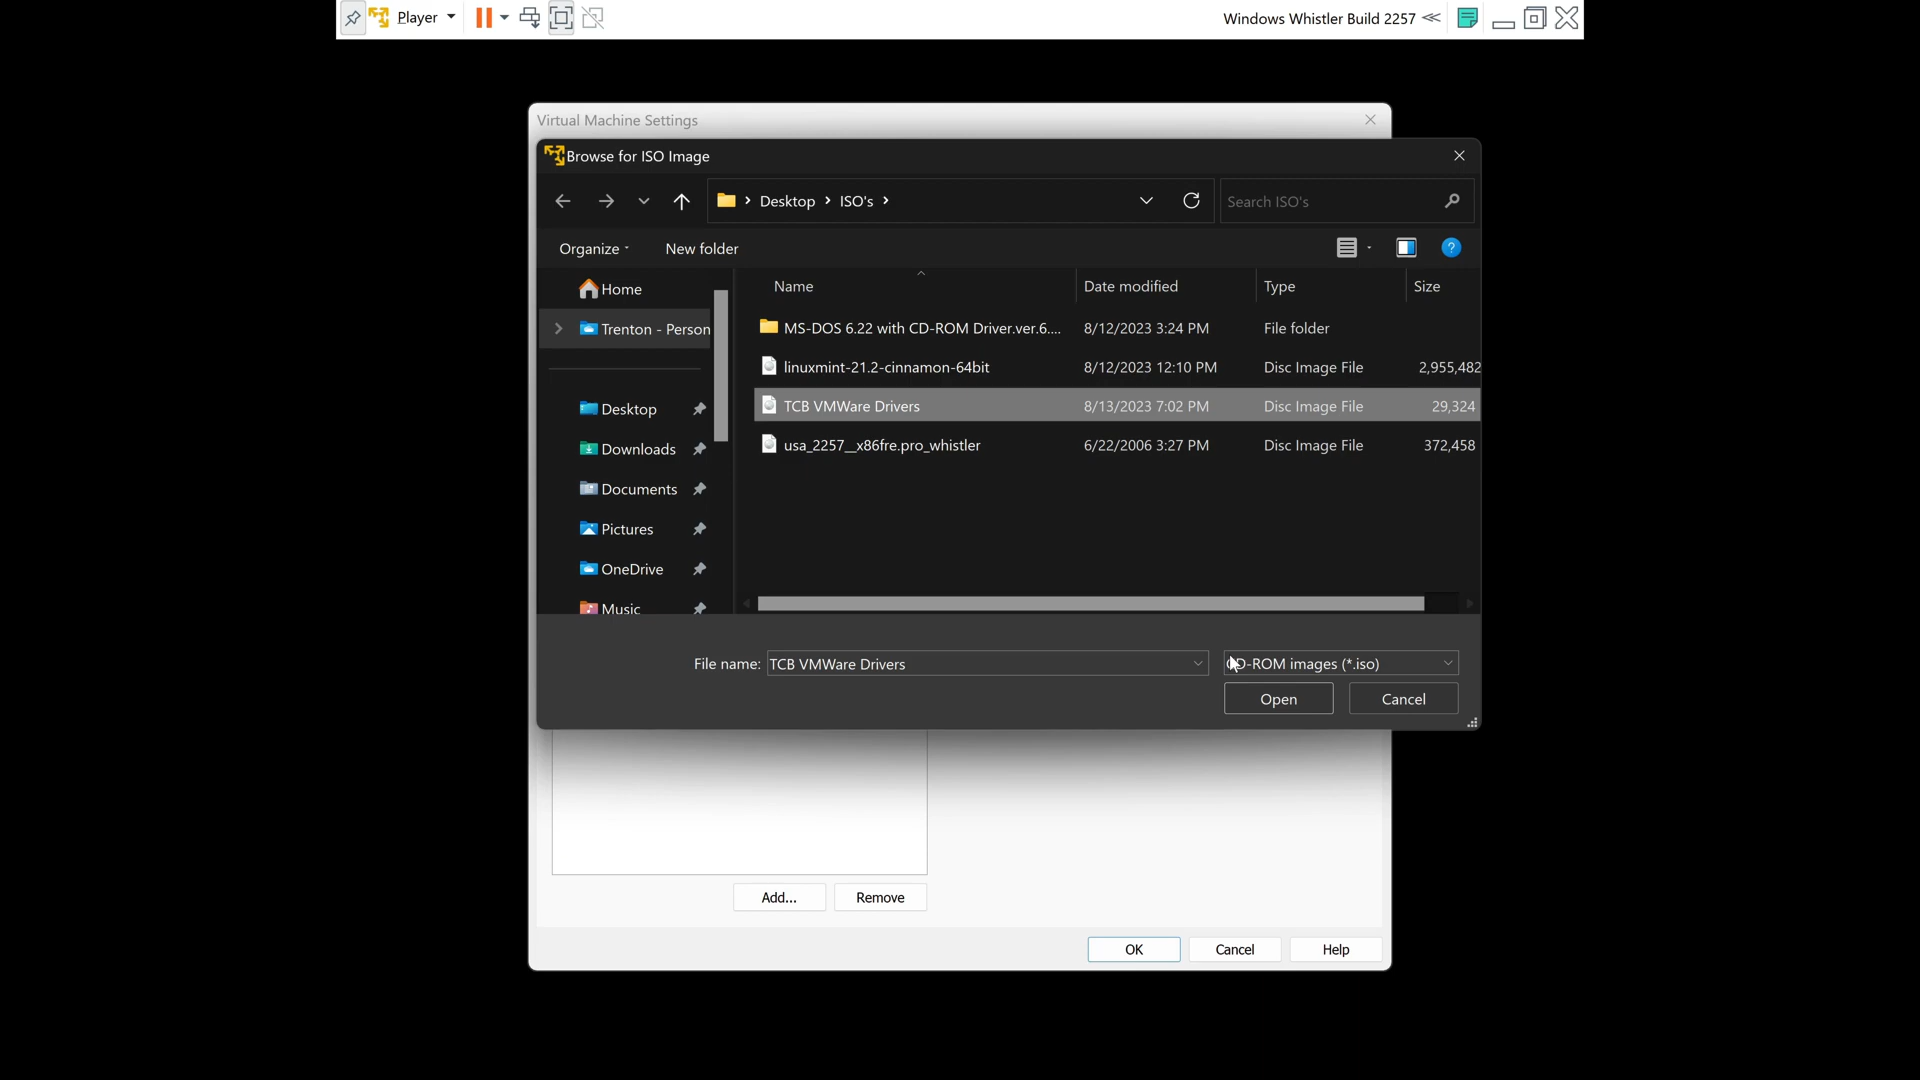 Player
Windows Whistler Build 2257
Virtual Machine Settings
Browse for ISO Image
Desktop
ISO's
Search ISO's
Organize
New folder
Name
Date modified
Type
Size
Home
Trenton - Person
MS-DOS 6.22 with CD-ROM Driver.ver.6.... 8/12/2023 3:24 PM File folder
linuxmint-21.2-cinnamon-64bit 8/12/2023 12:10 PM Disc Image File 2,955,482
TCB VMWare Drivers 8/13/2023 7:02 PM Disc Image File 29,324
usa_2257__x86fre.pro_whistler 6/22/2006 3:27 PM Disc Image File 372,458
Desktop
Downloads
Documents
Pictures
OneDrive
Music
File name: TCB VMWare Drivers
D-ROM images (*.iso)
Open
Cancel
Add...
Remove
OK
Cancel
Help